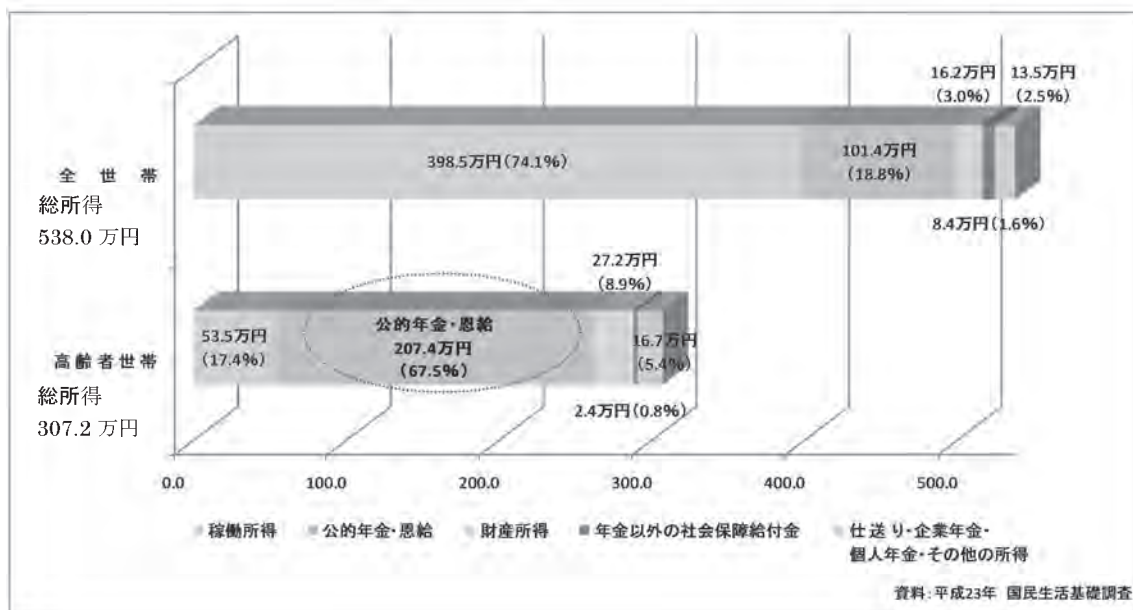 16.2万円 13.5万円
(3.0%) (2.5%)
398.5万円(74.1%)
101.4万円
(18.8%)
全世帯
総所得
538.0 万円
8.4万円(1.6%)
27.2万円
(8.9%)
公的年金・恩給
207.4万円
(67.5%)
53.5万円
(17.4%)
16.7万円
(5.4%)
高齢者世帯
総所得
307.2 万円
2.4万円(0.8%)
0.0 100.0 200.0 300.0 400.0 500.0
稼働所得 公的年金・恩給 財産所得 年金以外の社会保障給付金 仕送り・企業年金・
個人年金・その他の所得
資料:平成23年 国民生活基礎調査